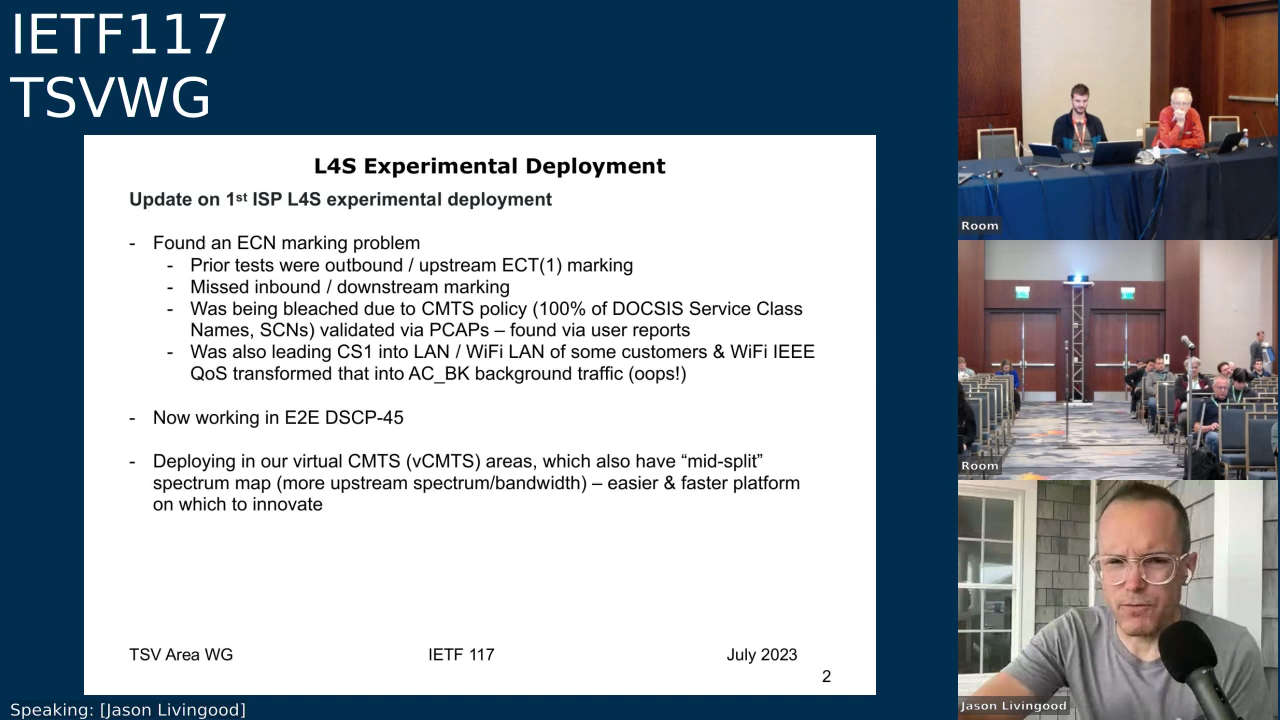 IETF117
TSVWG
L4S Experimental Deployment
Update on 1st ISP L4S experimental deployment
- Found an ECN marking problem
- Prior tests were outbound / upstream ECT(1) marking
- Missed inbound / downstream marking
- Was being bleached due to CMTS policy (100% of DOCSIS Service Class
Names, SCNs) validated via PCAPs – found via user reports
- Was also leading CS1 into LAN / WiFi LAN of some customers & WiFi IEEE
QoS transformed that into AC_BK background traffic (oops!)
- Now working in E2E DSCP-45
- Deploying in our virtual CMTS (vCMTS) areas, which also have “mid-split”
spectrum map (more upstream spectrum/bandwidth) – easier & faster platform
on which to innovate
TSV Area WG IETF 117 July 2023
2
Room
Room
Jason Livingood
Speaking: [Jason Livingood]